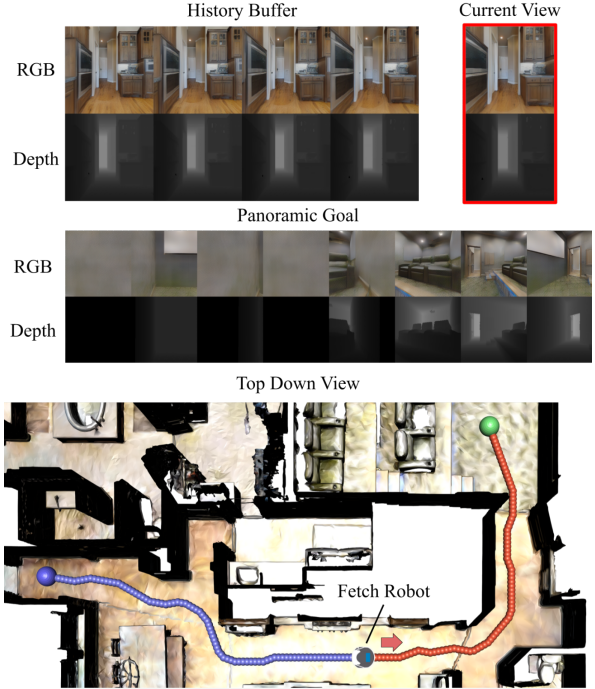 History Buffer
Current View
RGB
Depth
Panoramic Goal
RGB
Depth
Top Down View
Fetch Robot